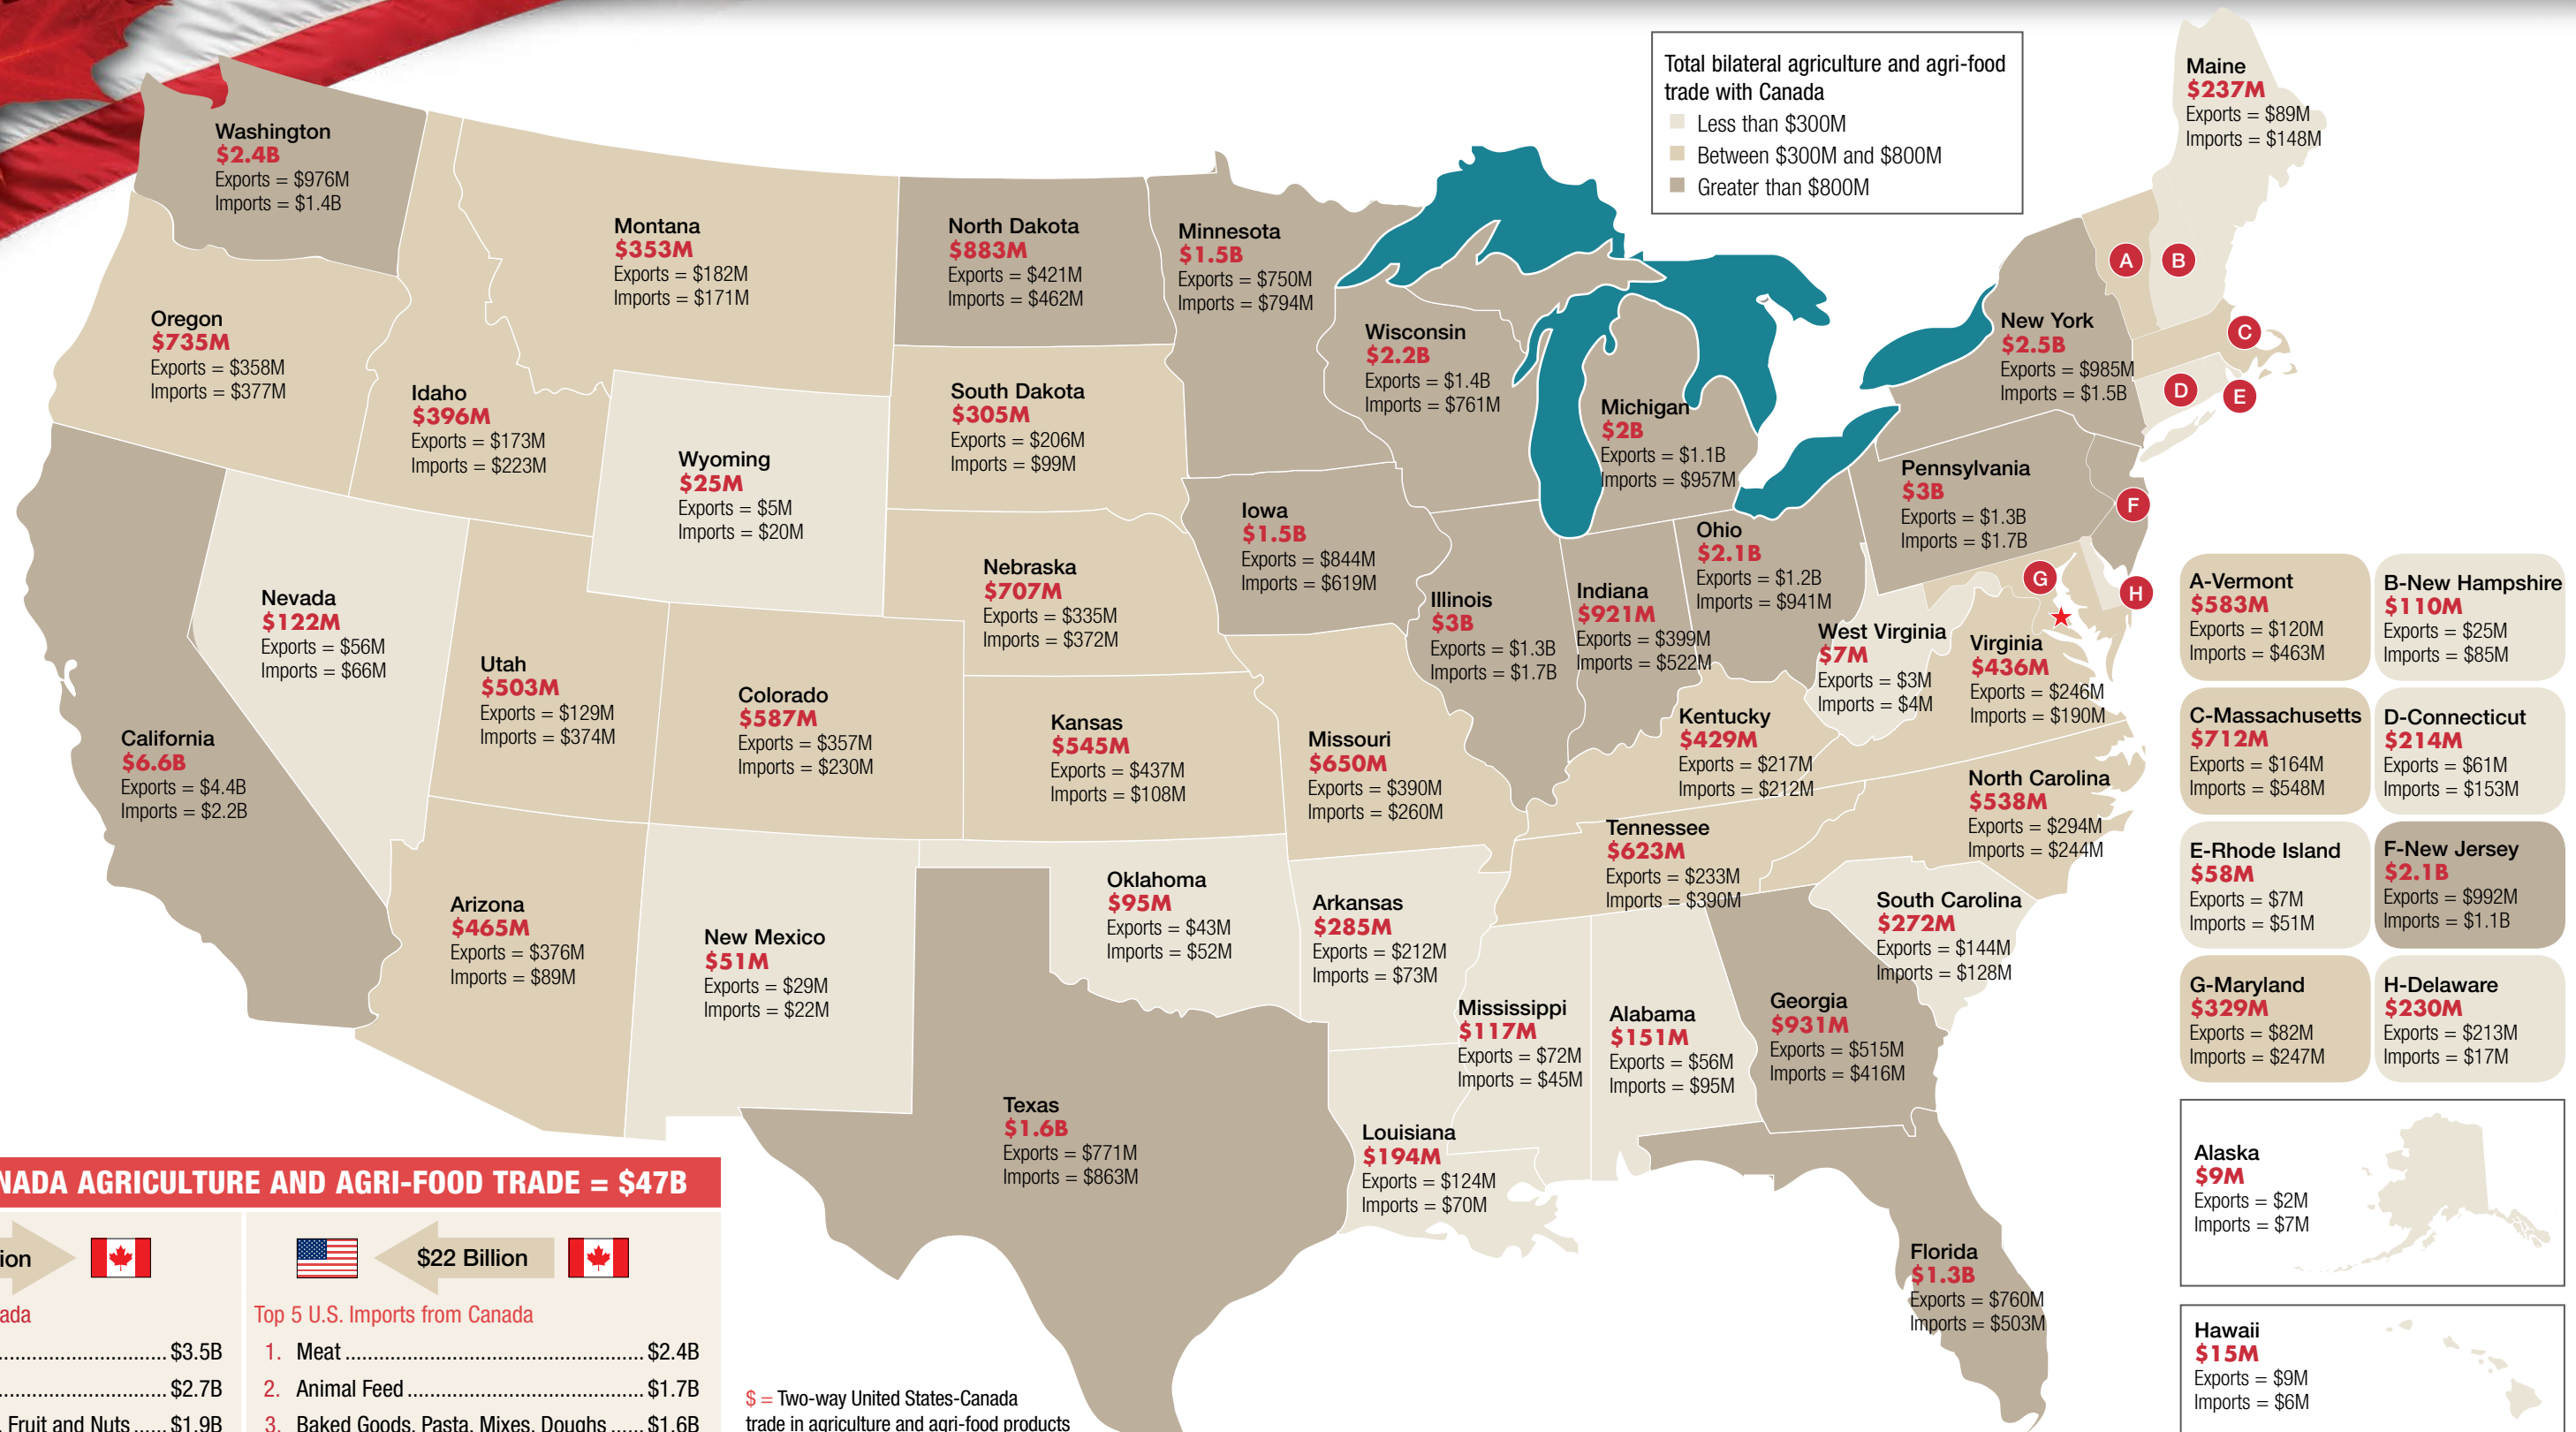 Total bilateral agriculture and agri-food
trade with Canada
Less than $300M
Between $300M and $800M
Greater than $800M
Maine
$237M
Exports = $89M
Imports = $148M
Washington
$2.4B
Exports = $976M
Imports = $1.4B
Montana
$353M
Exports = $182M
Imports = $171M
North Dakota
$883M
Exports = $421M
Imports = $462M
Minnesota
$1.5B
Exports = $750M
Imports = $794M
Oregon
$735M
Exports = $358M
Imports = $377M
Idaho
$396M
Exports = $173M
Imports = $223M
Wyoming
$25M
Exports = $5M
Imports = $20M
South Dakota
$305M
Exports = $206M
Imports = $99M
Wisconsin
$2.2B
Exports = $1.4B
Imports = $761M
Michigan
$2B
Exports = $1.1B
Imports = $957M
New York
$2.5B
Exports = $985M
Imports = $1.5B
A
B
C
D
E
Pennsylvania
$3B
Exports = $1.3B
Imports = $1.7B
F
G
H
Nevada
$122M
Exports = $56M
Imports = $66M
Utah
$503M
Exports = $129M
Imports = $374M
Colorado
$587M
Exports = $357M
Imports = $230M
Nebraska
$707M
Exports = $335M
Imports = $372M
Iowa
$1.5B
Exports = $844M
Imports = $619M
Illinois
$3B
Exports = $1.3B
Imports = $1.7B
Indiana
$921M
Exports = $399M
Imports = $522M
Ohio
$2.1B
Exports = $1.2B
Imports = $941M
West Virginia
$7M
Exports = $3M
Imports = $4M
Virginia
$436M
Exports = $246M
Imports = $190M
California
$6.6B
Exports = $4.4B
Imports = $2.2B
Kansas
$545M
Exports = $437M
Imports = $108M
Missouri
$650M
Exports = $390M
Imports = $260M
Kentucky
$429M
Exports = $217M
Imports = $212M
North Carolina
$538M
Exports = $294M
Imports = $244M
Tennessee
$623M
Exports = $233M
Imports = $390M
Arizona
$465M
Exports = $376M
Imports = $89M
New Mexico
$51M
Exports = $29M
Imports = $22M
Oklahoma
$95M
Exports = $43M
Imports = $52M
Arkansas
$285M
Exports = $212M
Imports = $73M
South Carolina
$272M
Exports = $144M
Imports = $128M
Mississippi
$117M
Exports = $72M
Imports = $45M
Alabama
$151M
Exports = $56M
Imports = $95M
Georgia
$931M
Exports = $515M
Imports = $416M
Texas
$1.6B
Exports = $771M
Imports = $863M
Louisiana
$194M
Exports = $124M
Imports = $70M
Florida
$1.3B
Exports = $760M
Imports = $503M
A-Vermont
$583M
Exports = $120M
Imports = $463M
B-New Hampshire
$110M
Exports = $25M
Imports = $85M
C-Massachusetts
$712M
Exports = $164M
Imports = $548M
D-Connecticut
$214M
Exports = $61M
Imports = $153M
E-Rhode Island
$58M
Exports = $7M
Imports = $51M
F-New Jersey
$2.1B
Exports = $992M
Imports = $1.1B
G-Maryland
$329M
Exports = $82M
Imports = $247M
H-Delaware
$230M
Exports = $213M
Imports = $17M
Alaska
$9M
Exports = $2M
Imports = $7M
Hawaii
$15M
Exports = $9M
Imports = $6M
NADA AGRICULTURE AND AGRI-FOOD TRADE = $47B
ion
$22 Billion
ada
$3.5B
$2.7B
Fruit and Nuts ...... $1.9B
Top 5 U.S. Imports from Canada
1. Meat ................ $2.4B
2. Animal Feed ................ $1.7B
3. Baked Goods, Pasta, Mixes, Doughs ...... $1.6B
$ = Two-way United States-Canada
trade in agriculture and agri-food products